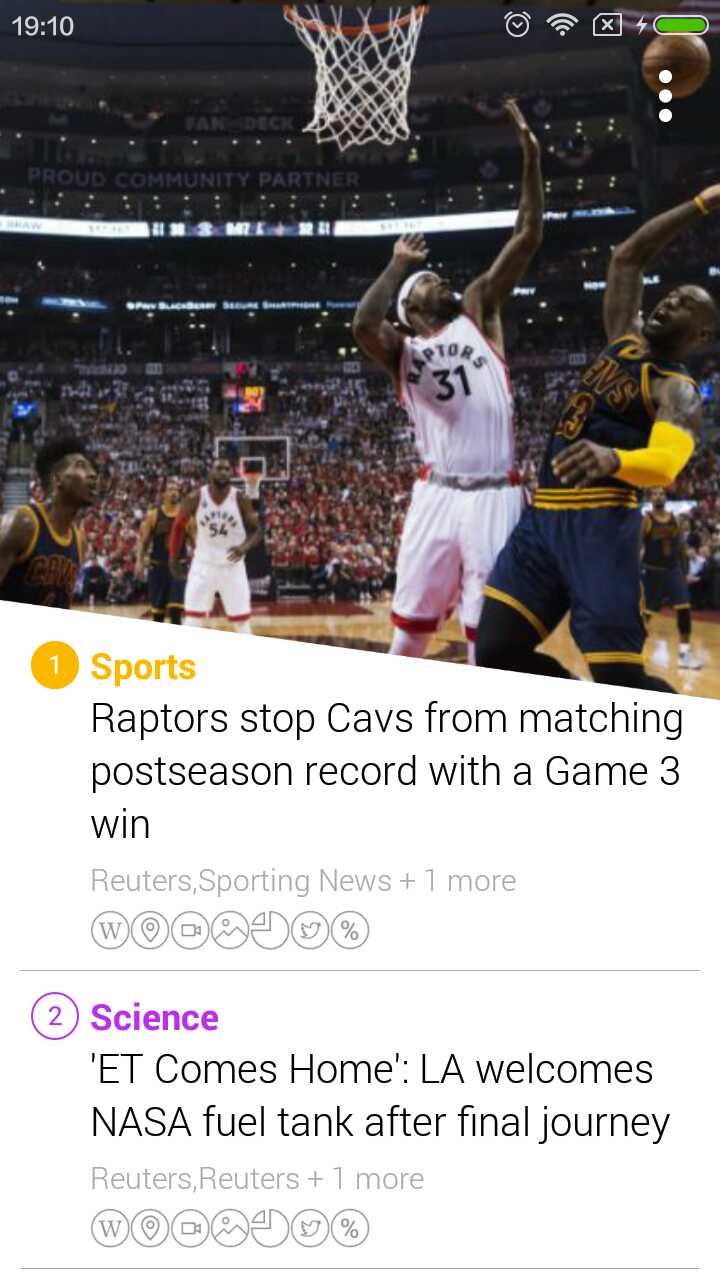 19:10
FAN DECK
PROUD COMMUNITY PARTNER
RAPTORS
31
RAPTORS
54
CAVS
1 Sports
Raptors stop Cavs from matching
postseason record with a Game 3
win
Reuters,Sporting News + 1 more
W %
2 Science
'ET Comes Home': LA welcomes
NASA fuel tank after final journey
Reuters,Reuters + 1 more
W %